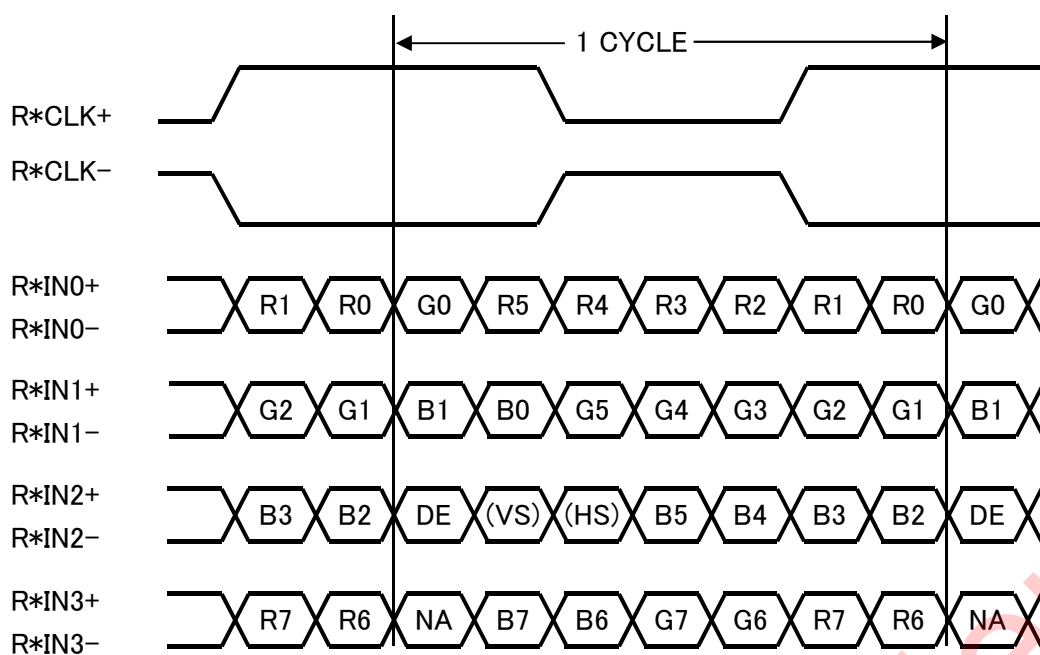 1 CYCLE
R*CLK+
R*CLK-
R*IN0+
R1 R0 G0 R5 R4 R3 R2 R1 R0 G0
R*IN0-
R*IN1+
G2 G1 B1 B0 G5 G4 G3 G2 G1 B1
R*IN1-
R*IN2+
B3 B2 DE (VS) (HS) B5 B4 B3 B2 DE
R*IN2-
R*IN3+
R7 R6 NA B7 B6 G7 G6 R7 R6 NA
R*IN3-